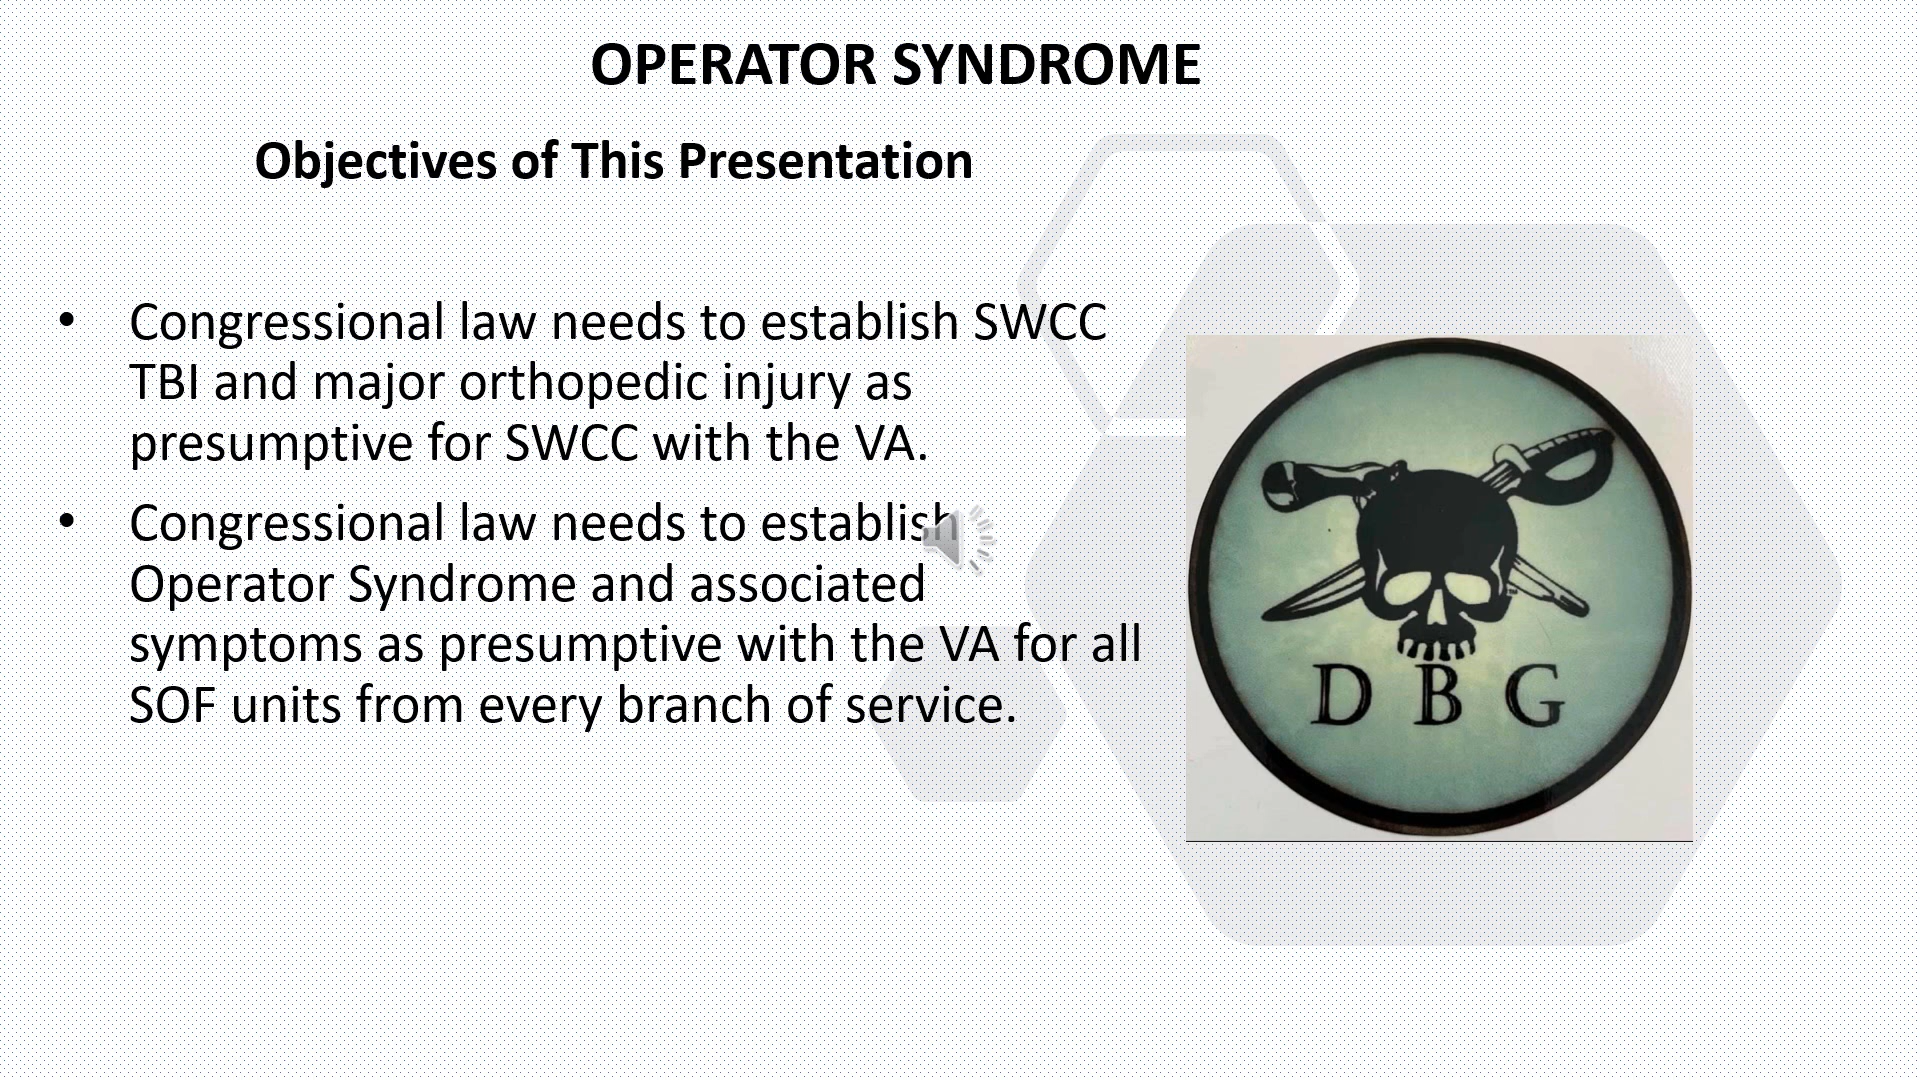 OPERATOR SYNDROME
Objectives of This Presentation
• Congressional law needs to establish SWCC
TBI and major orthopedic injury as
presumptive for SWCC with the VA.
• Congressional law needs to establish
Operator Syndrome and associated
symptoms as presumptive with the VA for all
SOF units from every branch of service.
D B G